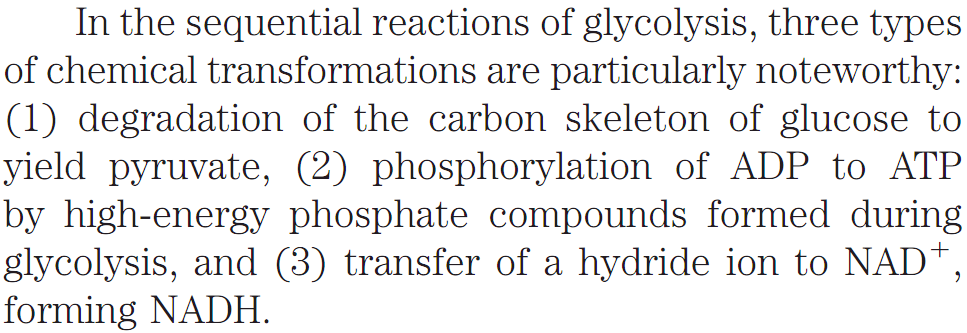 In the sequential reactions of glycolysis, three types
of chemical transformations are particularly noteworthy:
(1) degradation of the carbon skeleton of glucose to
yield pyruvate, (2) phosphorylation of ADP to ATP
by high-energy phosphate compounds formed during
glycolysis, and (3) transfer of a hydride ion to NAD⁺,
forming NADH.